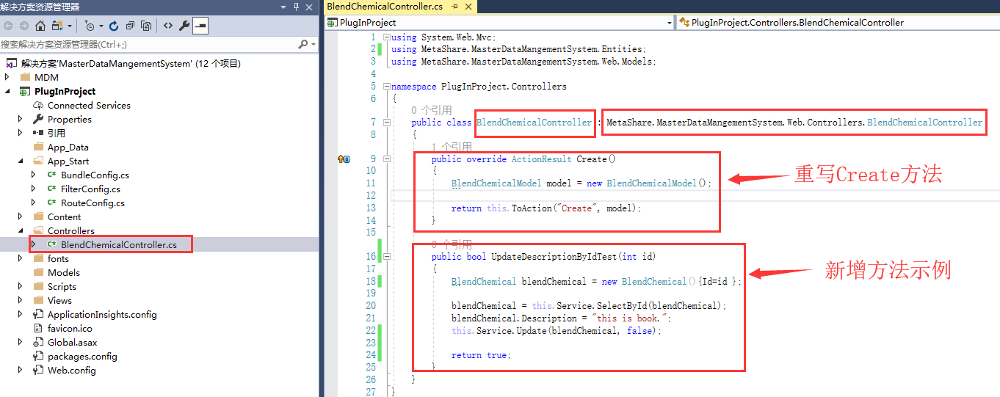 解决方案资源管理器
搜索解决方案资源管理器(Ctrl+;)
解决方案'MasterDataMangementSystem' (12 个项目)
MDM
PlugInProject
Connected Services
Properties
引用
App_Data
App_Start
BundleConfig.cs
FilterConfig.cs
RouteConfig.cs
Content
Controllers
BlendChemicalController.cs
fonts
Models
Scripts
Views
ApplicationInsights.config
favicon.ico
Global.asax
packages.config
Web.config
BlendChemicalController.cs
PlugInProject
PlugInProject.Controllers.BlendChemicalController
1 using System.Web.Mvc;
2 using MetaShare.MasterDataMangementSystem.Entities;
3 using MetaShare.MasterDataMangementSystem.Web.Models;
4
5 namespace PlugInProject.Controllers
6 {
0 个引用
7 public class BlendChemicalController : MetaShare.MasterDataMangementSystem.Web.Controllers.BlendChemicalController
8 {
1 个引用
9 public override ActionResult Create()
10 {
11 BlendChemicalModel model = new BlendChemicalModel();
12
13 return this.ToAction("Create", model);
14 }
15
0 个引用
16 public bool UpdateDescriptionByIdTest(int id)
17 {
18 BlendChemical blendChemical = new BlendChemical(){Id=id };
19
20 blendChemical = this.Service.SelectById(blendChemical);
21 blendChemical.Description = "this is book.";
22 this.Service.Update(blendChemical, false);
23
24 return true;
25 }
26 }
27 }
重写Create方法
新增方法示例